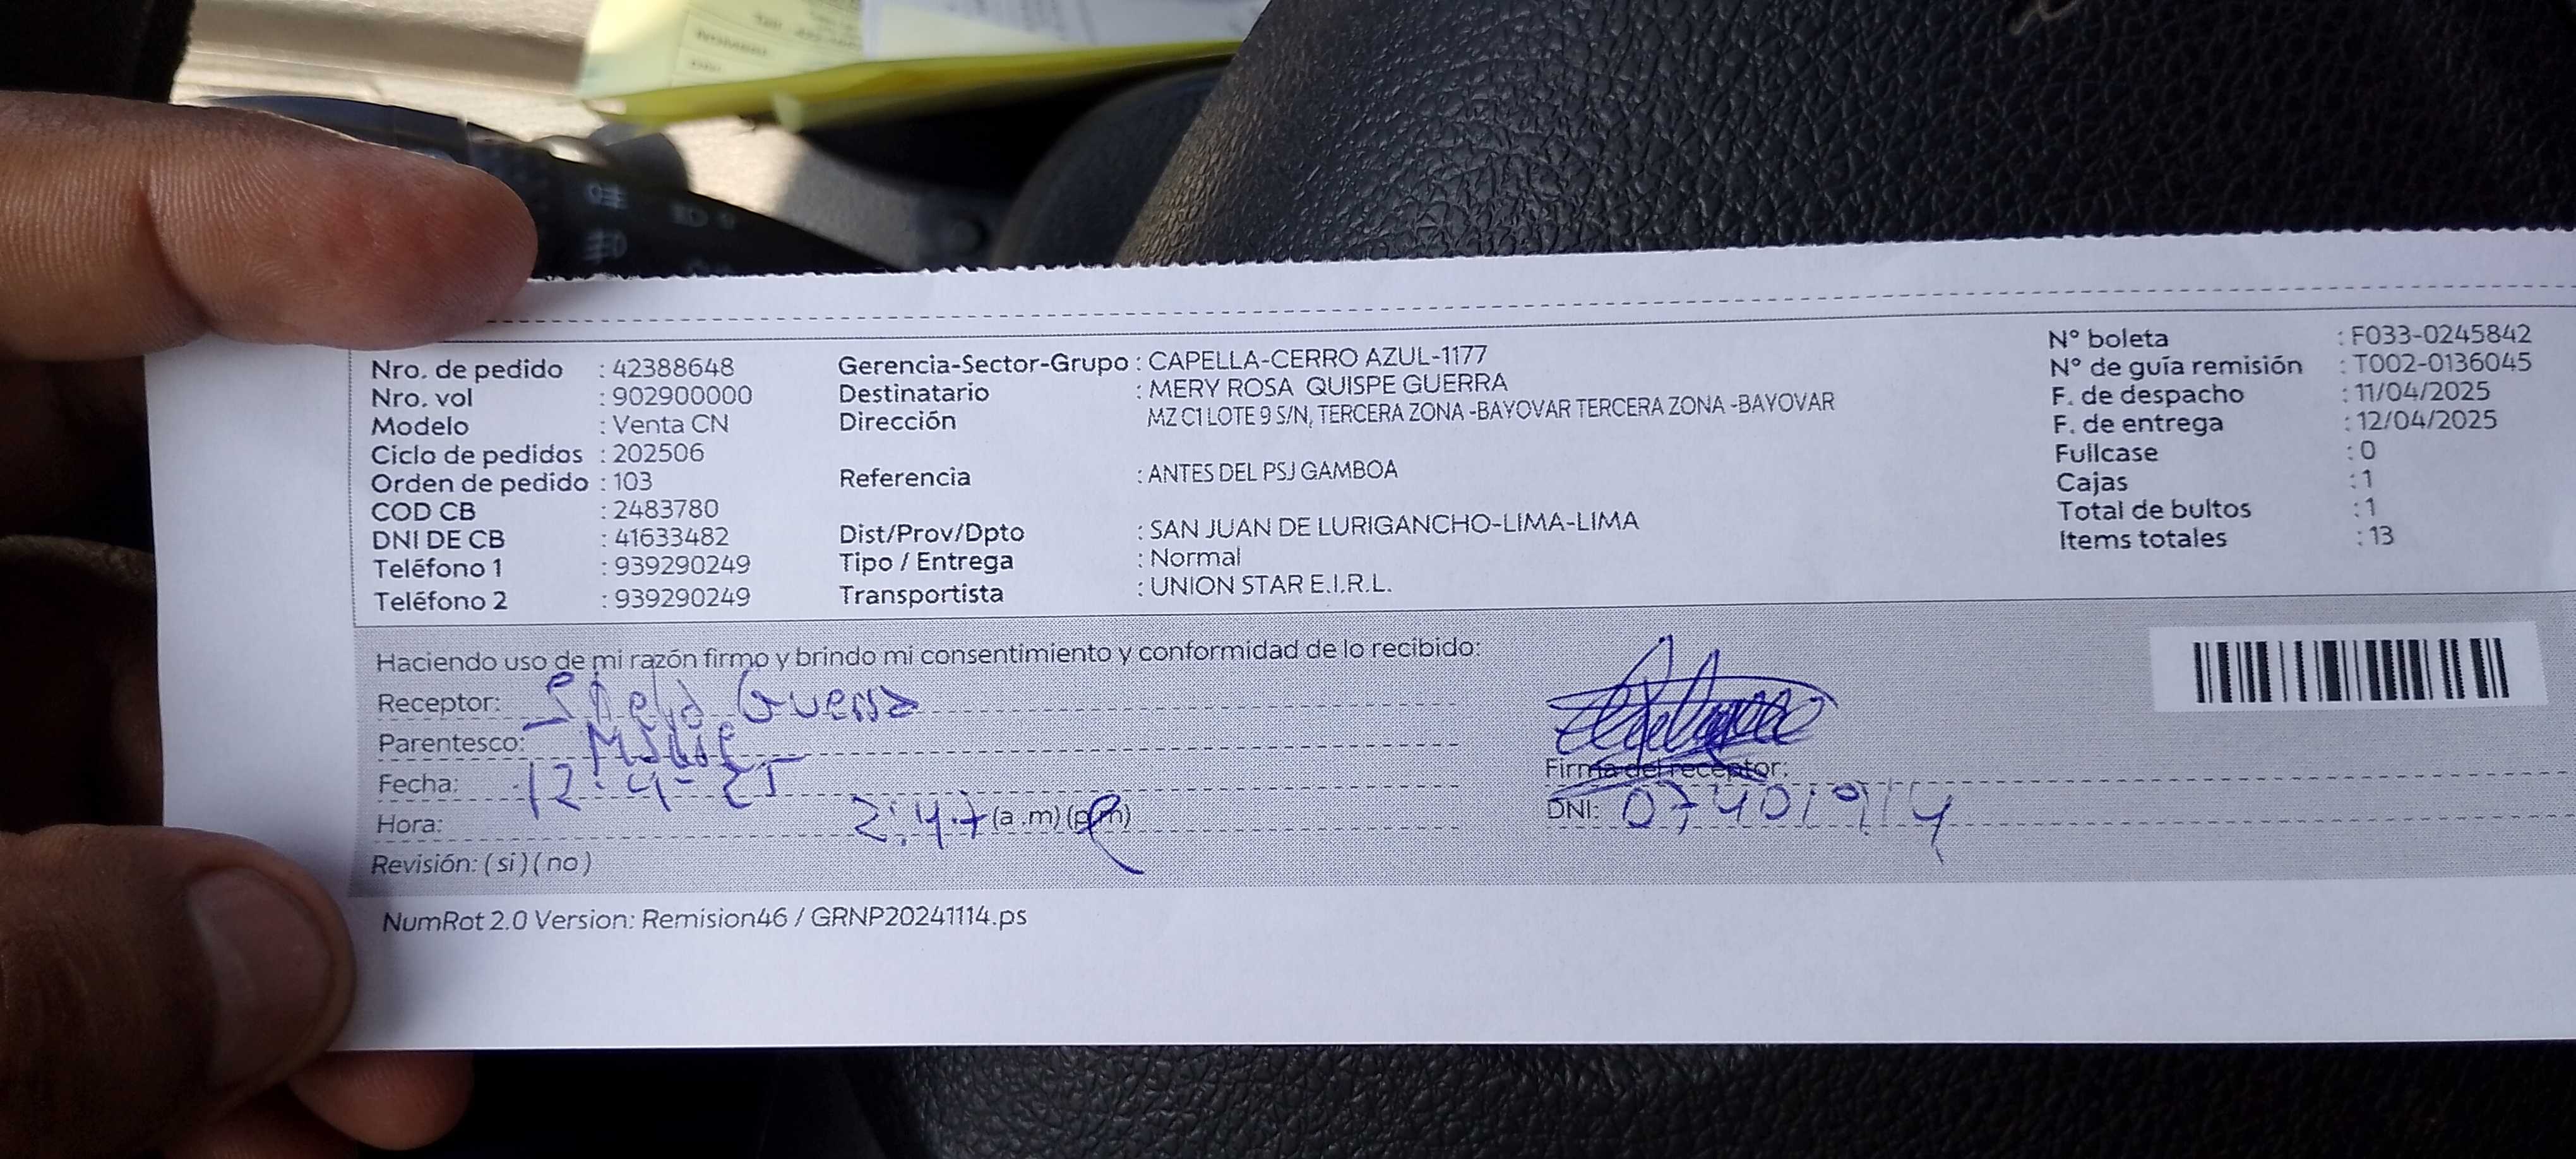 Nro. de pedido : 42388648
Nro. vol : 902900000
Modelo : Venta CN
Ciclo de pedidos : 202506
Orden de pedido : 103
COD CB : 2483780
DNI DE CB : 41633482
Teléfono 1 : 939290249
Teléfono 2 : 939290249
Gerencia-Sector-Grupo : CAPELLA-CERRO AZUL-1177
Destinatario : MERY ROSA QUISPE GUERRA
Dirección MZ C1 LOTE 9 S/N, TERCERA ZONA -BAYOVAR TERCERA ZONA -BAYOVAR
Referencia : ANTES DEL PSJ GAMBOA
Dist/Prov/Dpto : SAN JUAN DE LURIGANCHO-LIMA-LIMA
Tipo / Entrega : Normal
Transportista : UNION STAR E.I.R.L.
N° boleta : F033-0245842
N° de guía remisión : T002-0136045
F. de despacho : 11/04/2025
F. de entrega : 12/04/2025
Fullcase : 0
Cajas : 1
Total de bultos : 1
Items totales : 13
Haciendo uso de mi razón firmo y brindo mi consentimiento y conformidad de lo recibido:
Receptor: Guerra
Parentesco: Madre
Fecha: 12-4-25
Hora: 2:47 (a.m) (p.m)
Revisión: (si) (no)
Firma del receptor:
DNI: 07401914
NumRot 2.0 Version: Remision46 / GRNP20241114.ps